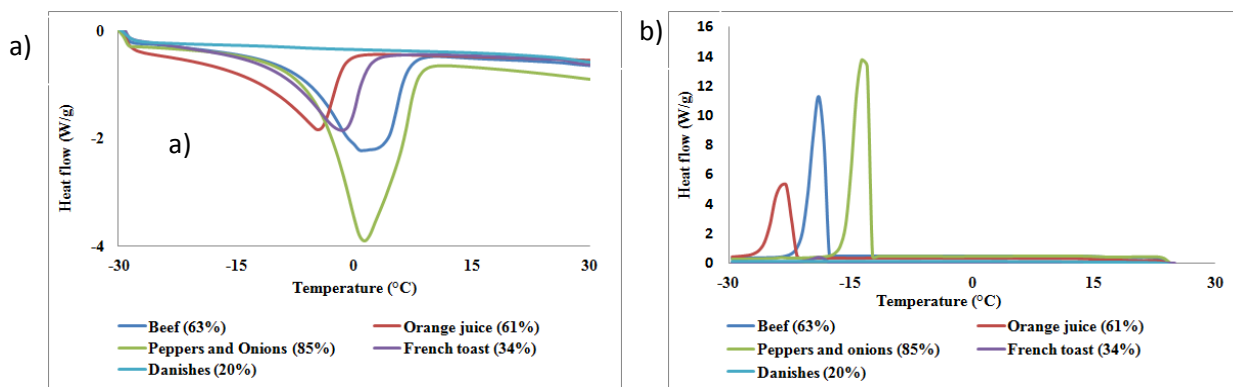 a)
0
-2
-4
Heat flow (W/g)
a)
-30 -15 0 15 30
Temperature (°C)
Beef (63%) Orange juice (61%)
Peppers and Onions (85%) French toast (34%)
Danishes (20%)
b)
16
14
12
10
8
6
4
2
0
Heat flow (W/g)
-30 -15 0 15 30
Temperature (°C)
Beef (63%) Orange juice (61%)
Peppers and onions (85%) French toast (34%)
Danishes (20%)